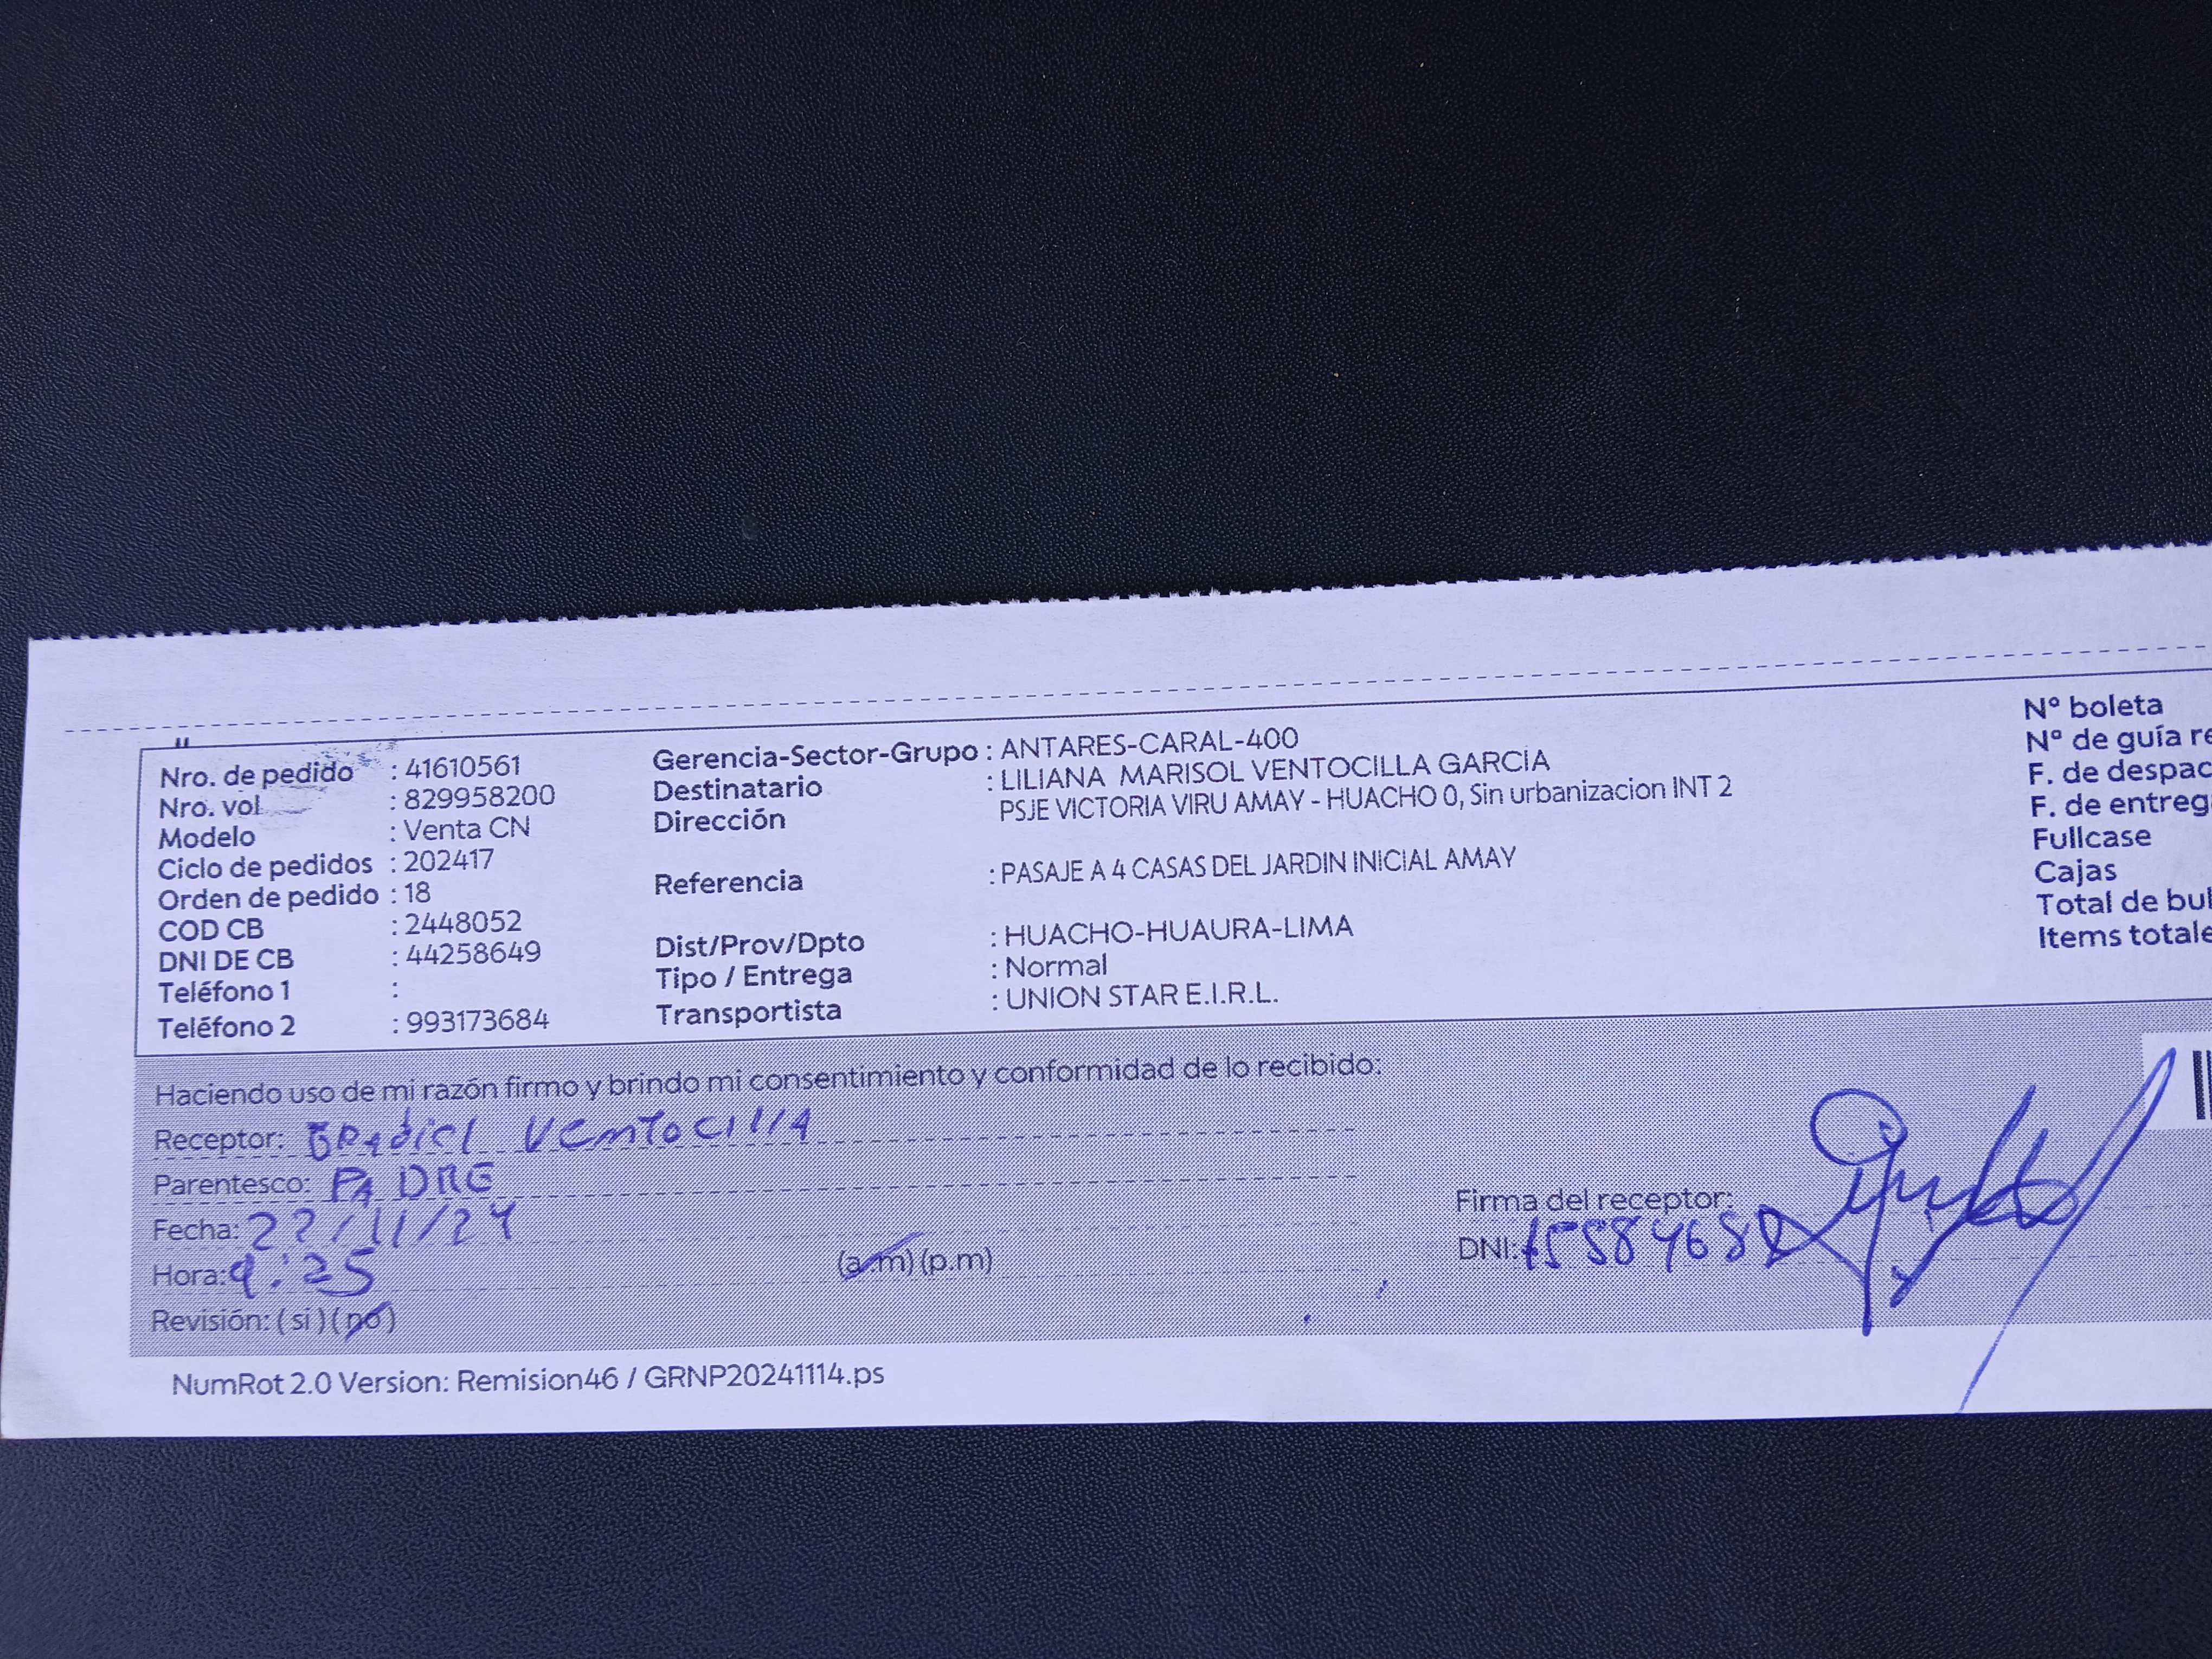 Nro. de pedido : 41610561
Nro. vol : 829958200
Modelo : Venta CN
Ciclo de pedidos : 202417
Orden de pedido : 18
COD CB : 2448052
DNI DE CB : 44258649
Teléfono 1 :
Teléfono 2 : 993173684
Gerencia-Sector-Grupo : ANTARES-CARAL-400
Destinatario : LILIANA MARISOL VENTOCILLA GARCIA
Dirección PSJE VICTORIA VIRU AMAY - HUACHO 0, Sin urbanizacion INT 2
Referencia : PASAJE A 4 CASAS DEL JARDIN INICIAL AMAY
Dist/Prov/Dpto : HUACHO-HUAURA-LIMA
Tipo / Entrega : Normal
Transportista : UNION STAR E.I.R.L.
N° boleta
N° de guía re
F. de despac
F. de entreg
Fullcase
Cajas
Total de bul
Items totale
Haciendo uso de mi razón firmo y brindo mi consentimiento y conformidad de lo recibido:
Receptor: VENTOCILLA
Parentesco: PADRE
Fecha: 22/11/24
Hora: 9:25 (a.m) (p.m)
Revisión: ( si ) ( no )
Firma del receptor:
DNI:
NumRot 2.0 Version: Remision46 / GRNP20241114.ps